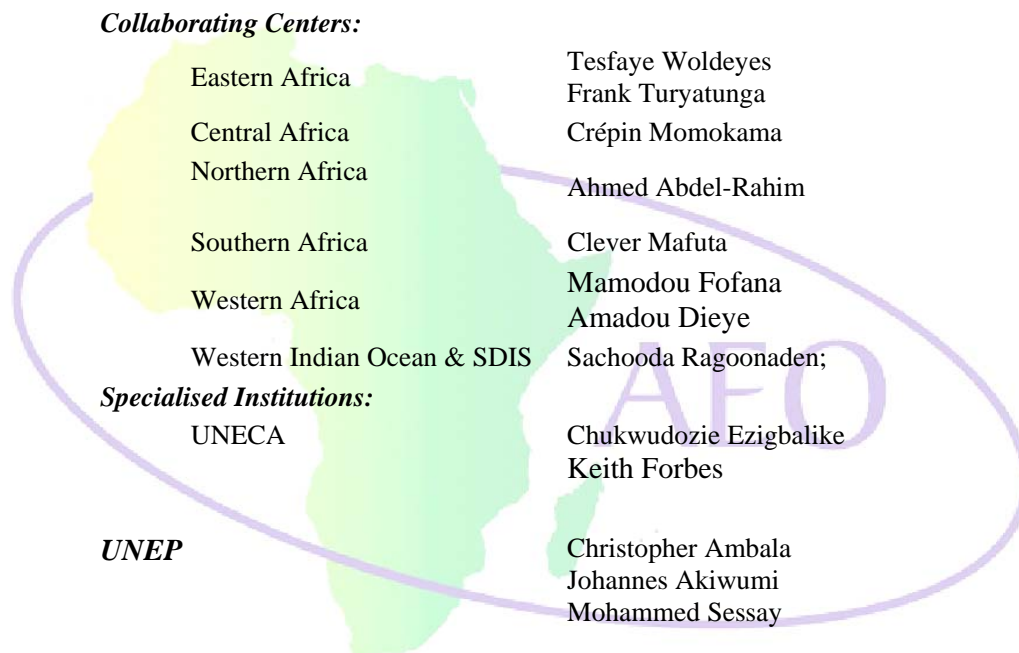 Collaborating Centers:
Eastern Africa
Tesfaye Woldeyes
Frank Turyatunga
Central Africa Crépin Momokama
Northern Africa
Ahmed Abdel-Rahim
Southern Africa Clever Mafuta
Western Africa
Mamodou Fofana
Amadou Dieye
Western Indian Ocean & SDIS Sachooda Ragoonaden;
Specialised Institutions:
UNECA Chukwudozie Ezigbalike
Keith Forbes
UNEP Christopher Ambala
Johannes Akiwumi
Mohammed Sessay
AEO